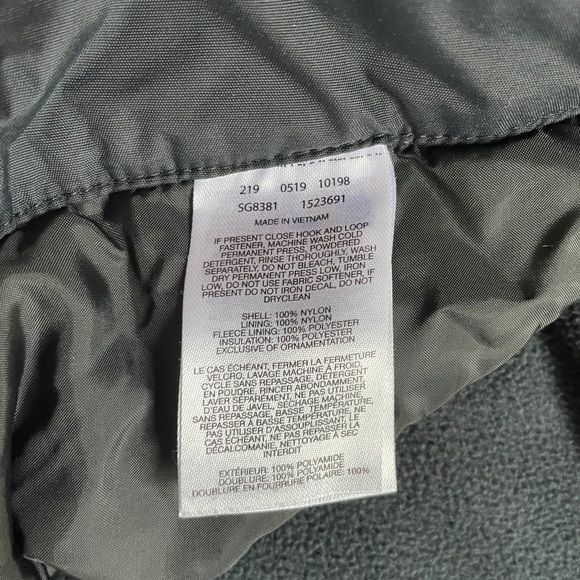 219 0519 10198
SG8381 1523691
MADE IN VIETNAM
IF PRESENT CLOSE HOOK AND LOOP
FASTENER, MACHINE WASH COLD
PERMANENT PRESS, POWDERED
DETERGENT, RINSE THOROUGHLY, WASH
SEPARATELY, DO NOT BLEACH, TUMBLE
DRY PERMANENT PRESS LOW, IRON
LOW, DO NOT USE FABRIC SOFTENER, IF
PRESENT DO NOT IRON DECAL, DO NOT
DRYCLEAN
SHELL: 100% NYLON
LINING: 100% NYLON
FLEECE LINING: 100% POLYESTER
INSULATION: 100% POLYESTER
EXCLUSIVE OF ORNAMENTATION
LE CAS ÉCHÉANT, FERMER LA FERMETURE
VELCRO, LAVAGE MACHINE À FROID,
CYCLE SANS REPASSAGE, DÉTERGENT
EN POUDRE, RINCER ABONDAMMENT,
LAVER SÉPARÉMENT, NE PAS UTILISER
D'EAU DE JAVEL, SÉCHAGE MACHINE,
SANS REPASSAGE, BASSE TEMPÉRATURE,
REPASSER À BASSE TEMPÉRATURE, NE
PAS UTILISER D'ASSOUPLISSANT, LE
CAS ÉCHÉANT, NE PAS REPASSER LA
DÉCALCOMANIE, NETTOYAGE À SEC
INTERDIT
EXTÉRIEUR: 100% POLYAMIDE
DOUBLURE: 100% POLYAMIDE
DOUBLURE EN FOURRURE POLAIRE: 100%